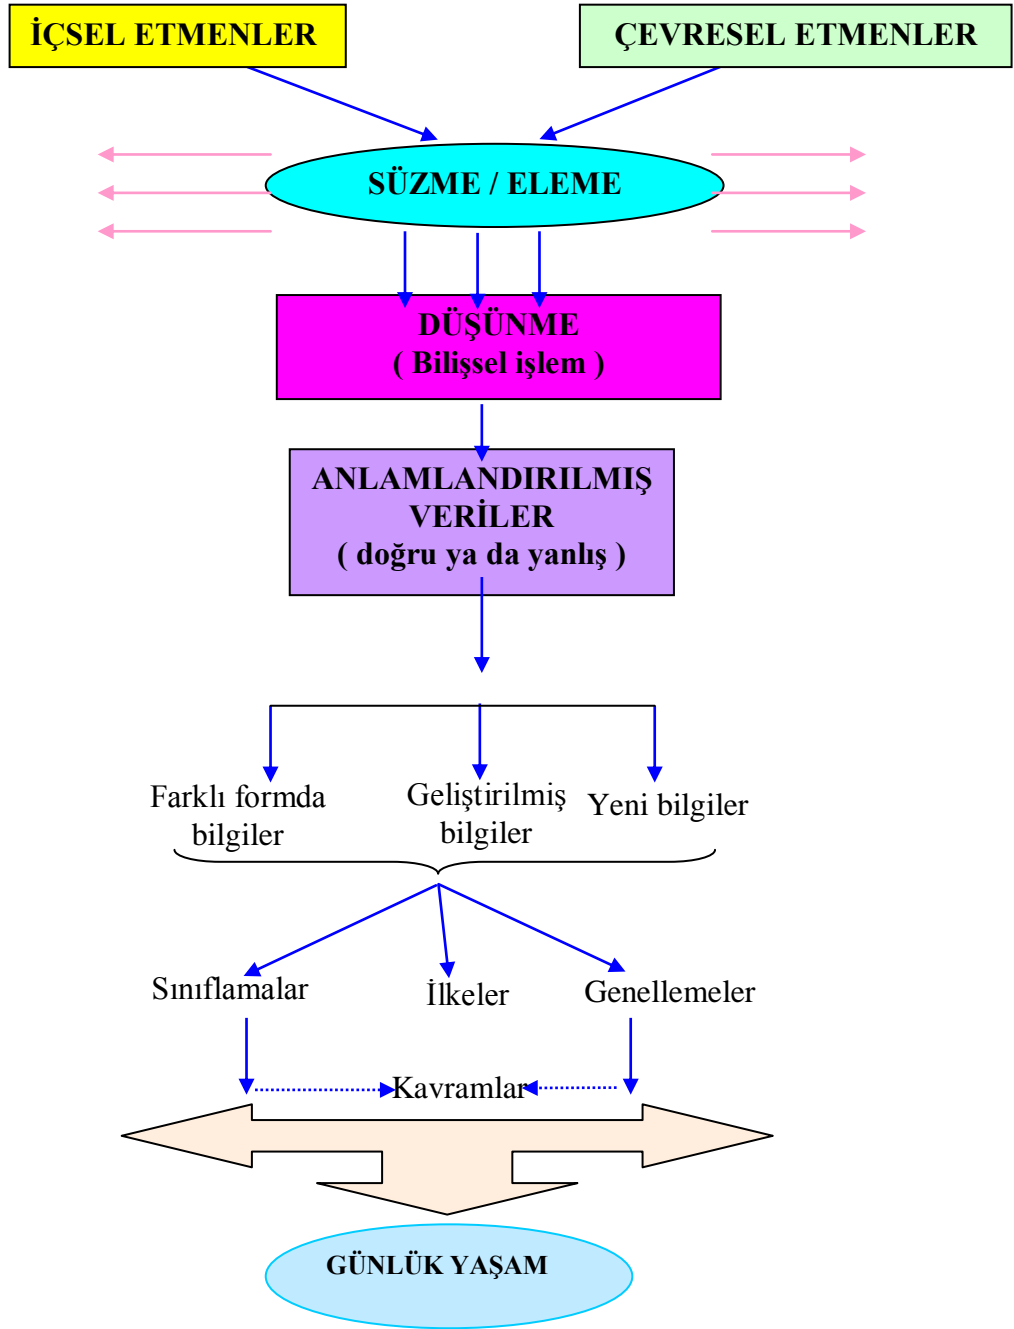 İÇSEL ETMENLER
ÇEVRESEL ETMENLER
SÜZME / ELEME
DÜŞÜNME
( Bilişsel işlem )
ANLAMLANDIRILMIŞ
VERİLER
( doğru ya da yanlış )
Farklı formda
bilgiler
Geliştirilmiş
bilgiler
Yeni bilgiler
Sınıflamalar
İlkeler
Genellemeler
Kavramlar
GÜNLÜK YAŞAM